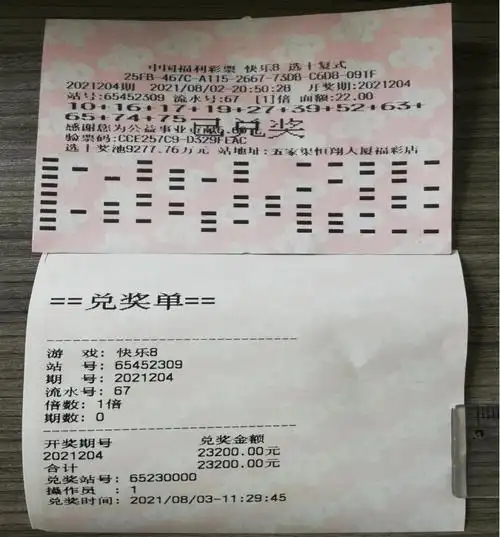 中国福利彩票 快乐8 选十复式
25FB-467C-A115-2667-73DB-C6D8-091F
2021204期 2021/08/02-20:50:28 开奖期:2021204
站号:65452309 流水号:67 [1]倍 面额:22.00
10+16+17+19+27+39+52+63+
65+74+75
已兑奖
感谢您为公益事业贡献
验票码:CCE257C9-D329FEAC
选十奖池9277.76万元 站地址:五家渠恒翔大厦福彩店
==兑奖单==
游 戏: 快乐8
站 号: 65452309
期 号: 2021204
流水号: 67
倍数: 1倍
期数: 0
开奖期号 兑奖金额
2021204 23200.00元
合计 23200.00元
兑奖站号: 65230000
操作员 : 1
兑奖时间: 2021/08/03-11:29:45